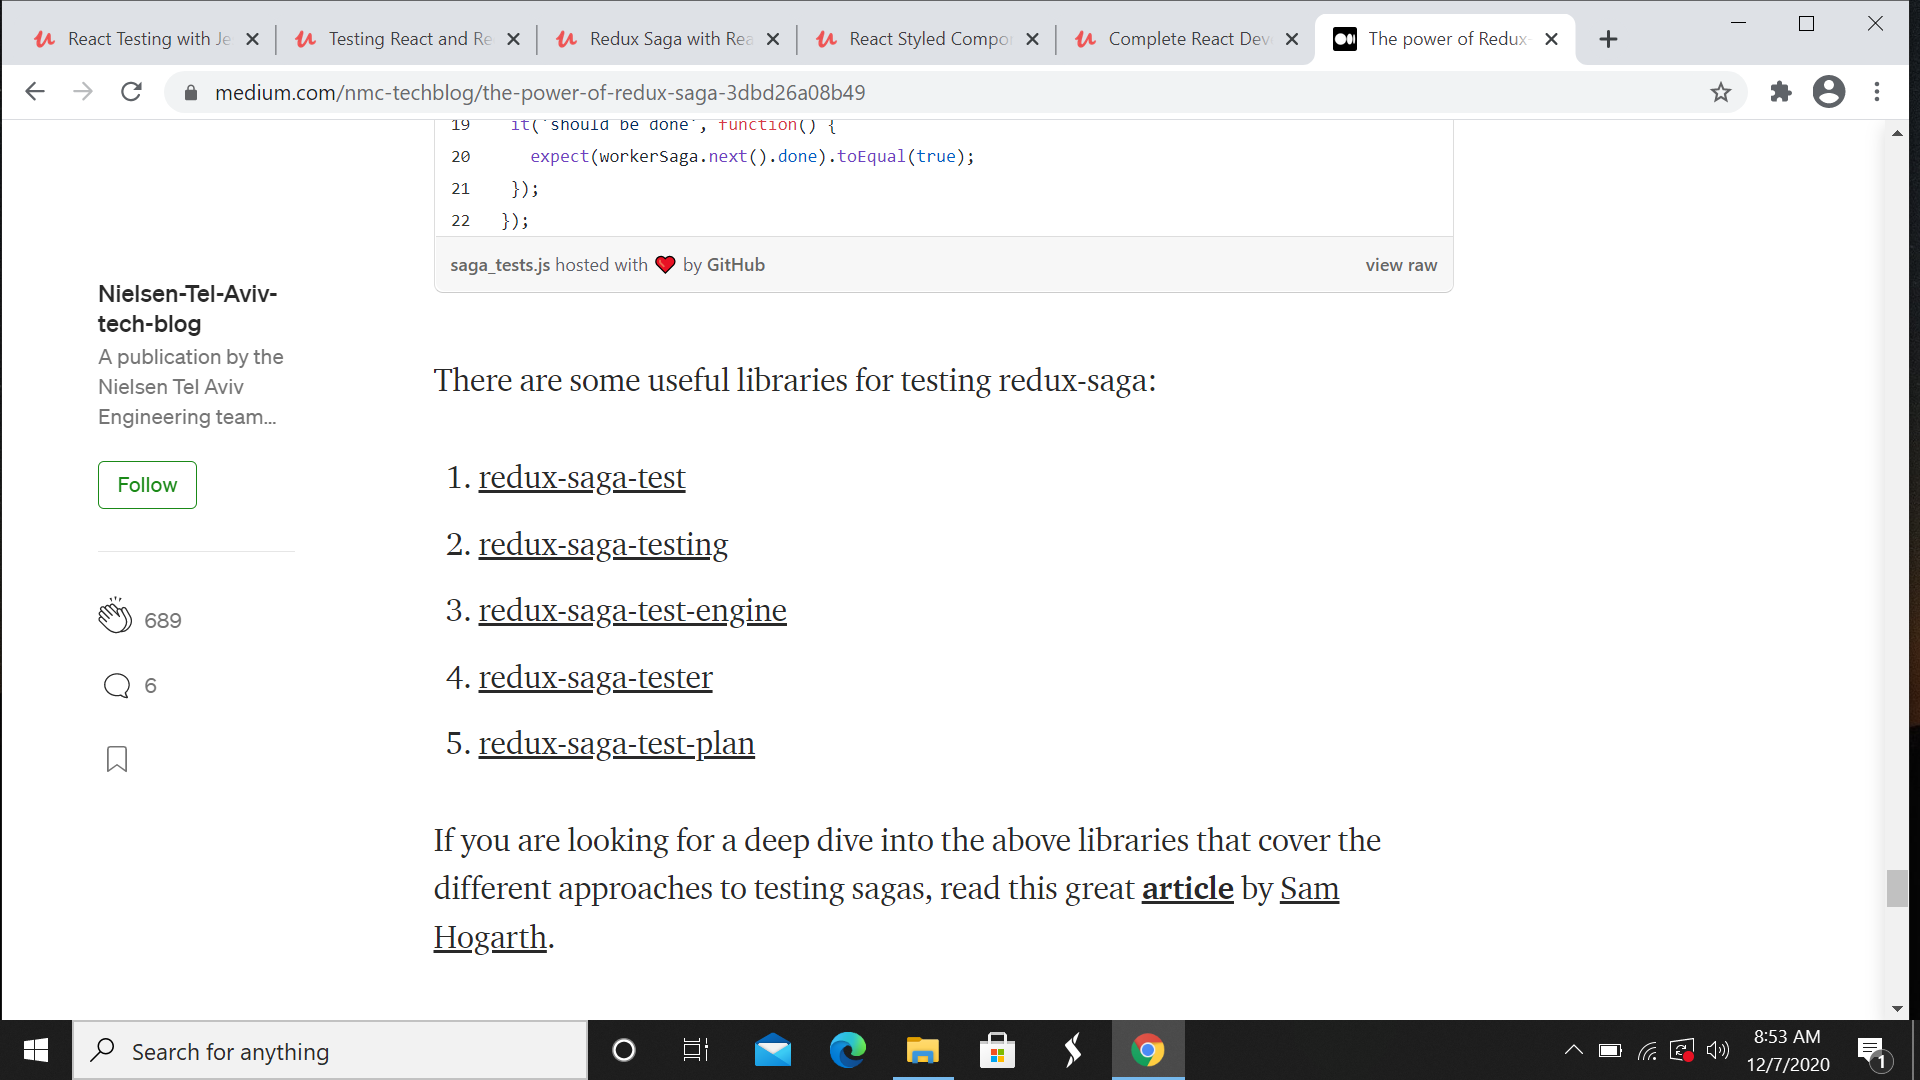 React Testing with Je
Testing React and Re
Redux Saga with Rea
React Styled Compo
Complete React Dev
The power of Redux-
medium.com/nmc-techblog/the-power-of-redux-saga-3dbd26a08b49
19 it('should be done', function() {
20 expect(workerSaga.next().done).toEqual(true);
21 });
22 });
saga_tests.js hosted with ❤ by GitHub
view raw
Nielsen-Tel-Aviv-
tech-blog
A publication by the
Nielsen Tel Aviv
Engineering team...
Follow
689
6
There are some useful libraries for testing redux-saga:
1. redux-saga-test
2. redux-saga-testing
3. redux-saga-test-engine
4. redux-saga-tester
5. redux-saga-test-plan
If you are looking for a deep dive into the above libraries that cover the
different approaches to testing sagas, read this great article by Sam
Hogarth.
Search for anything
8:53 AM
12/7/2020
1